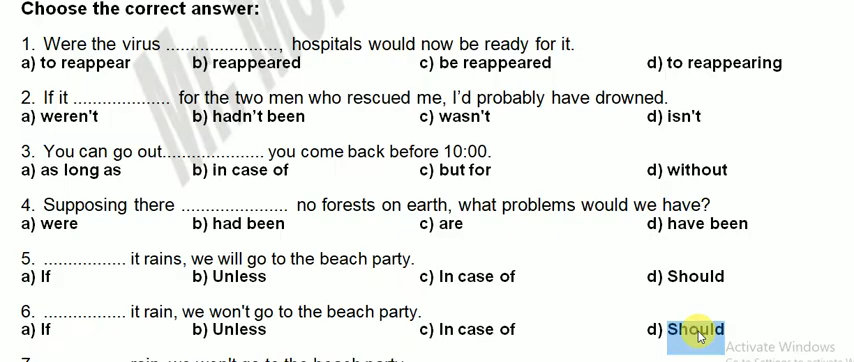 Choose the correct answer:
1. Were the virus ......................, hospitals would now be ready for it.
a) to reappear b) reappeared c) be reappeared d) to reappearing
2. If it ................... for the two men who rescued me, I'd probably have drowned.
a) weren't b) hadn't been c) wasn't d) isn't
3. You can go out.................... you come back before 10:00.
a) as long as b) in case of c) but for d) without
4. Supposing there ..................... no forests on earth, what problems would we have?
a) were b) had been c) are d) have been
5. ................ it rains, we will go to the beach party.
a) If b) Unless c) In case of d) Should
6. ................ it rain, we won't go to the beach party.
a) If b) Unless c) In case of d) Should
Activate Windows